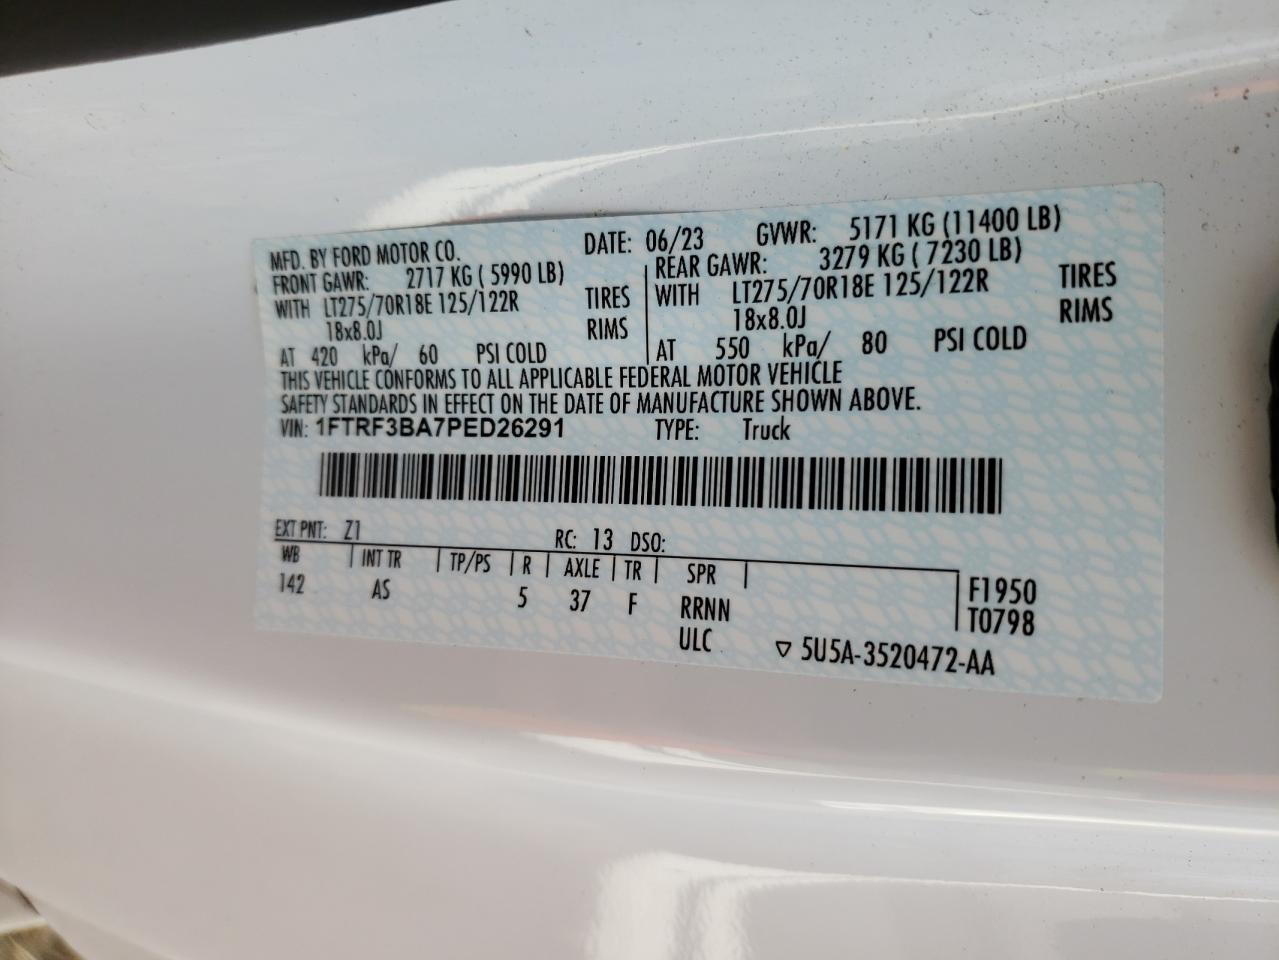 MFD. BY FORD MOTOR CO. DATE: 06/23 GVWR: 5171 KG (11400 LB)
FRONT GAWR: 2717 KG ( 5990 LB) REAR GAWR: 3279 KG ( 7230 LB)
WITH LT275/70R18E 125/122R TIRES WITH LT275/70R18E 125/122R TIRES
18x8.0J RIMS 18x8.0J RIMS
AT 420 kPa/ 60 PSI COLD AT 550 kPa/ 80 PSI COLD
THIS VEHICLE CONFORMS TO ALL APPLICABLE FEDERAL MOTOR VEHICLE
SAFETY STANDARDS IN EFFECT ON THE DATE OF MANUFACTURE SHOWN ABOVE.
VIN: 1FTRF3BA7PED26291 TYPE: Truck
EXT PNT: Z1 RC: 13 DSO:
WB INT TR TP/PS R AXLE TR SPR F1950
142 AS 5 37 F RRNN T0798
ULC ▽ 5U5A-3520472-AA